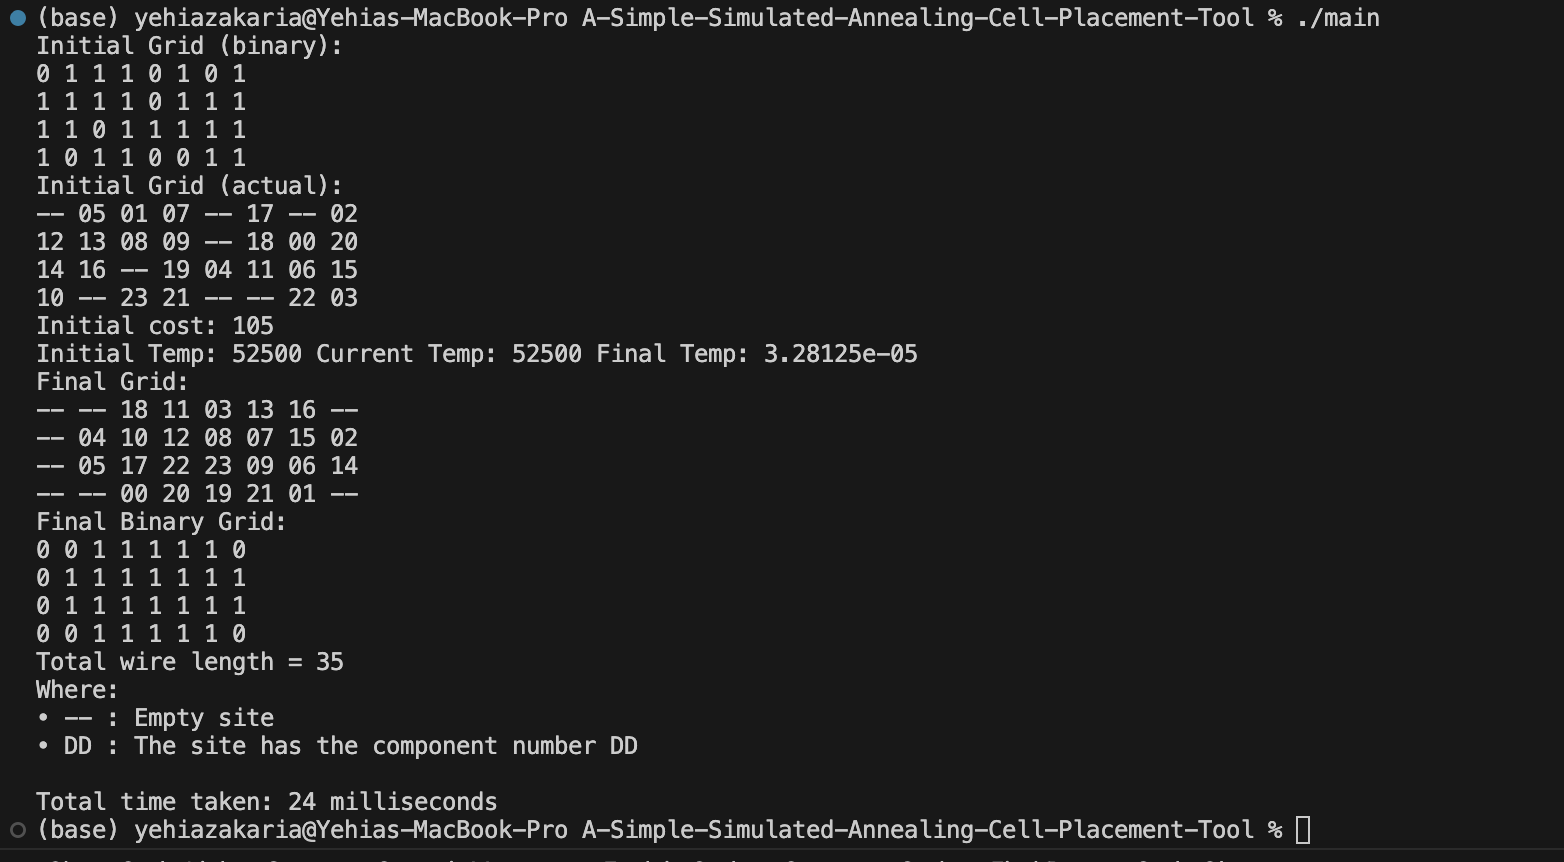 (base) yehiazakaria@Yehias-MacBook-Pro A-Simple-Simulated-Annealing-Cell-Placement-Tool % ./main
Initial Grid (binary):
0 1 1 1 0 1 0 1
1 1 1 1 0 1 1 1
1 1 0 1 1 1 1 1
1 0 1 1 0 0 1 1
Initial Grid (actual):
-- 05 01 07 -- 17 -- 02
12 13 08 09 -- 18 00 20
14 16 -- 19 04 11 06 15
10 -- 23 21 -- -- 22 03
Initial cost: 105
Initial Temp: 52500 Current Temp: 52500 Final Temp: 3.28125e-05
Final Grid:
-- -- 18 11 03 13 16 --
-- 04 10 12 08 07 15 02
-- 05 17 22 23 09 06 14
-- -- 00 20 19 21 01 --
Final Binary Grid:
0 0 1 1 1 1 1 0
0 1 1 1 1 1 1 1
0 1 1 1 1 1 1 1
0 0 1 1 1 1 1 0
Total wire length = 35
Where:
• -- : Empty site
• DD : The site has the component number DD
Total time taken: 24 milliseconds
(base) yehiazakaria@Yehias-MacBook-Pro A-Simple-Simulated-Annealing-Cell-Placement-Tool %